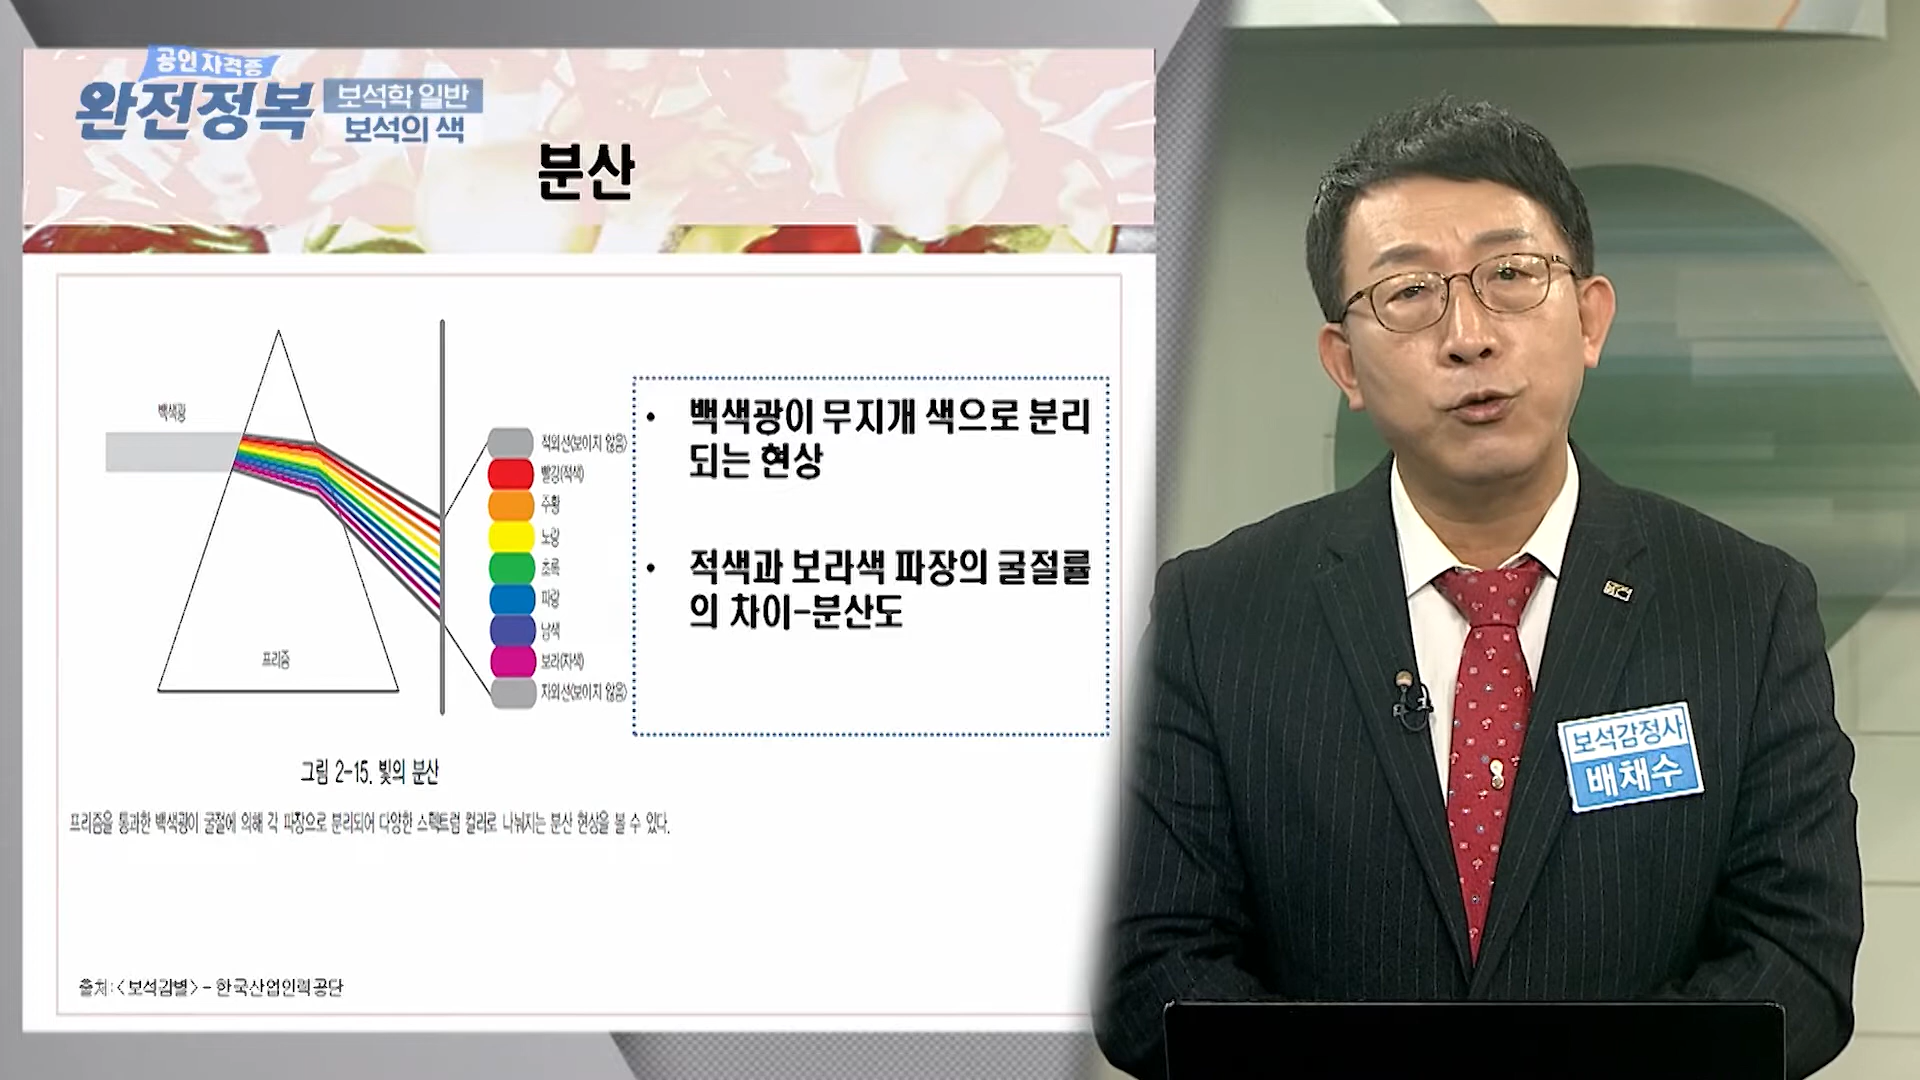 공인 자격증
완전정복
보석학 일반
보석의 색
분산
백색광
프리즘
적외선(보이지 않음)
빨강(적색)
주황
노랑
초록
파랑
남색
보라(자색)
자외선(보이지 않음)
• 백색광이 무지개 색으로 분리
되는 현상
• 적색과 보라색 파장의 굴절률
의 차이-분산도
그림 2-15. 빛의 분산
프리즘을 통과한 백색광이 굴절에 의해 각 파장으로 분리되어 다양한 스펙트럼 컬러로 나눠지는 분산 현상을 볼 수 있다.
출처:<보석감별> - 한국산업인력공단
보석감정사
배채수